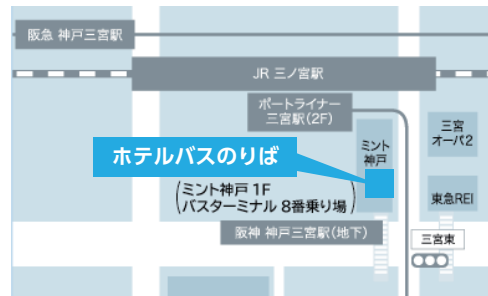 阪急 神戸三宮駅
JR 三ノ宮駅
ポートライナー
三宮駅(2F)
三宮
オーパ2
ミント
神戸
ホテルバスのりば
(ミント神戸 1F
バスターミナル 8番乗り場)
東急REI
阪神 神戸三宮駅(地下)
三宮東